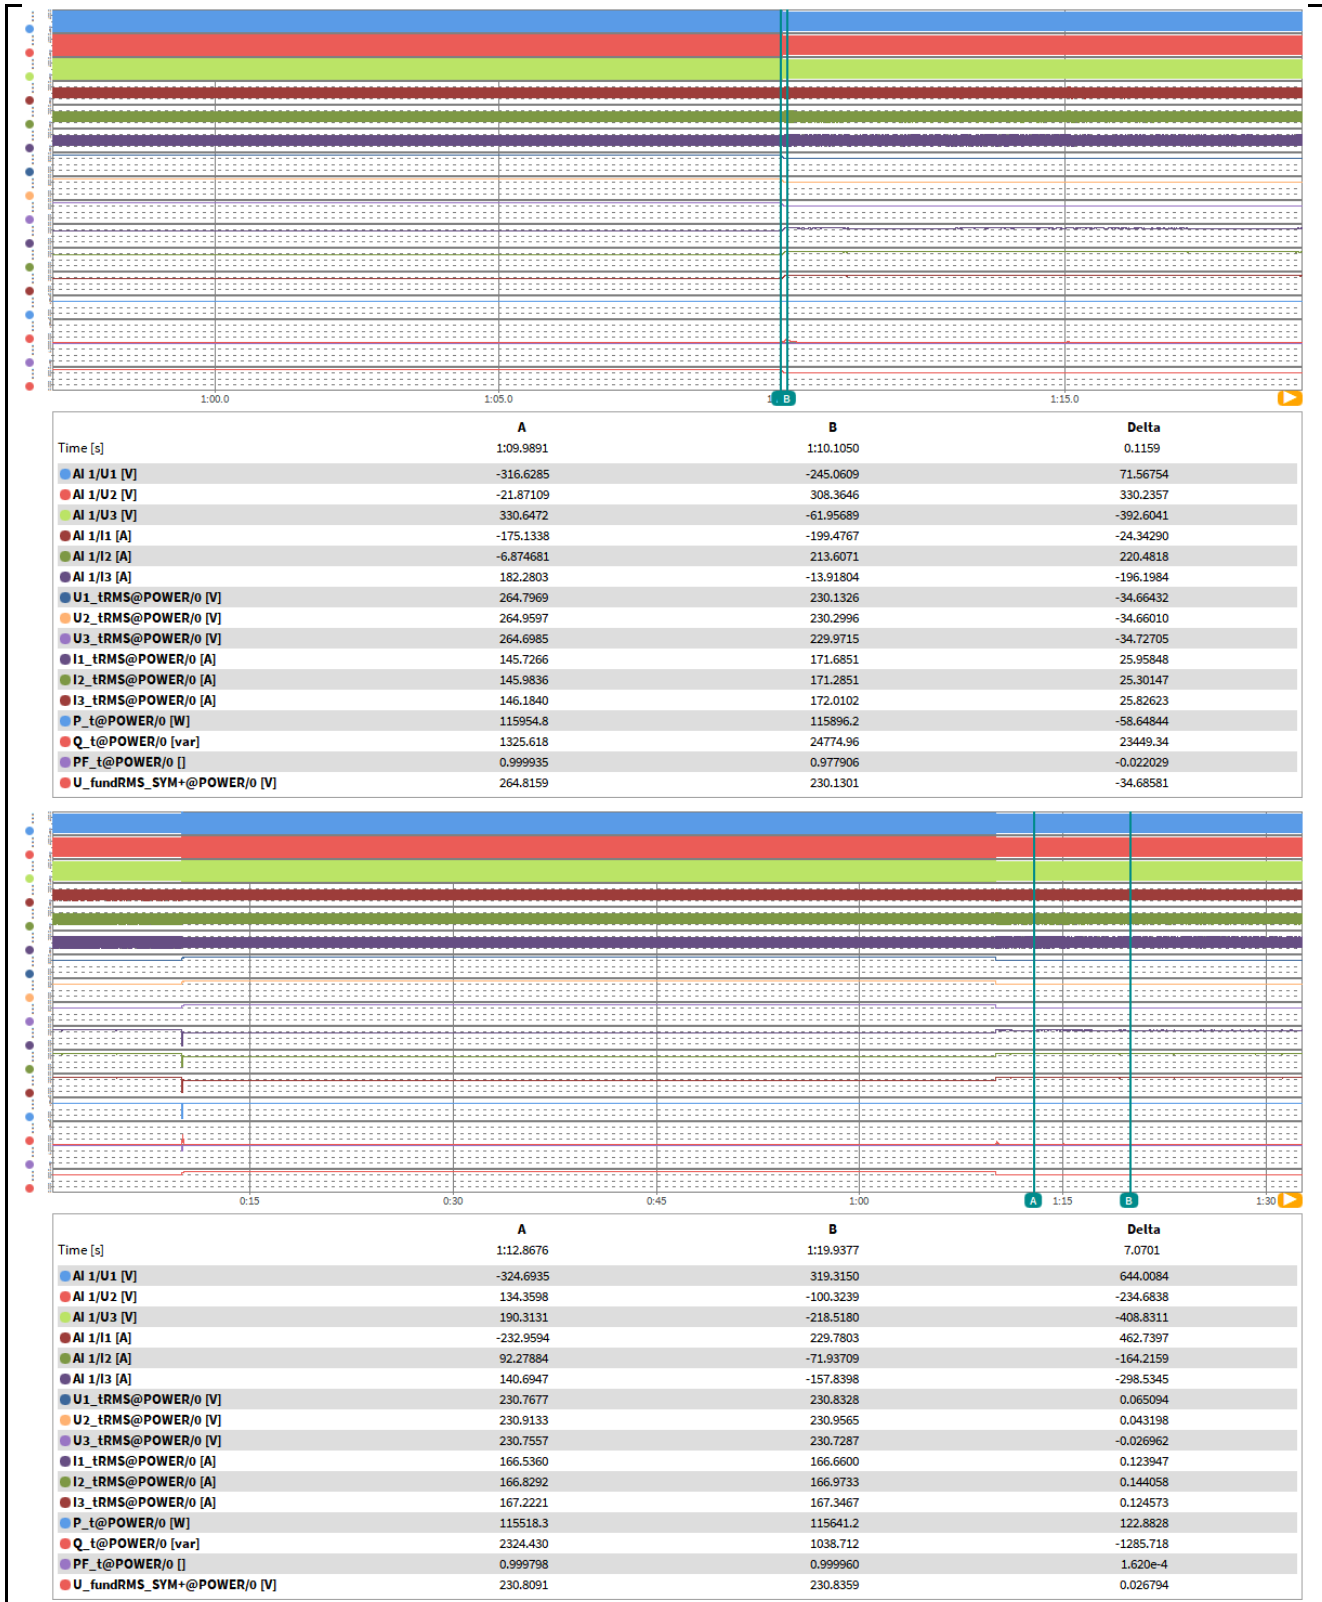 1:00.0 1:05.0 B 1:15.0
A B Delta
Time [s] 1:09.9891 1:10.1050 0.1159
AI 1/U1 [V] -316.6285 -245.0609 71.56754
AI 1/U2 [V] -21.87109 308.3646 330.2357
AI 1/U3 [V] 330.6472 -61.95689 -392.6041
AI 1/I1 [A] -175.1338 -199.4767 -24.34290
AI 1/I2 [A] -6.874681 213.6071 220.4818
AI 1/I3 [A] 182.2803 -13.91804 -196.1984
U1_tRMS@POWER/0 [V] 264.7969 230.1326 -34.66432
U2_tRMS@POWER/0 [V] 264.9597 230.2996 -34.66010
U3_tRMS@POWER/0 [V] 264.6985 229.9715 -34.72705
I1_tRMS@POWER/0 [A] 145.7266 171.6851 25.95848
I2_tRMS@POWER/0 [A] 145.9836 171.2851 25.30147
I3_tRMS@POWER/0 [A] 146.1840 172.0102 25.82623
P_t@POWER/0 [W] 115954.8 115896.2 -58.64844
Q_t@POWER/0 [var] 1325.618 24774.96 23449.34
PF_t@POWER/0 [] 0.999935 0.977906 -0.022029
U_fundRMS_SYM+@POWER/0 [V] 264.8159 230.1301 -34.68581
0:15 0:30 0:45 1:00 A 1:15 B 1:30
A B Delta
Time [s] 1:12.8676 1:19.9377 7.0701
AI 1/U1 [V] -324.6935 319.3150 644.0084
AI 1/U2 [V] 134.3598 -100.3239 -234.6838
AI 1/U3 [V] 190.3131 -218.5180 -408.8311
AI 1/I1 [A] -232.9594 229.7803 462.7397
AI 1/I2 [A] 92.27884 -71.93709 -164.2159
AI 1/I3 [A] 140.6947 -157.8398 -298.5345
U1_tRMS@POWER/0 [V] 230.7677 230.8328 0.065094
U2_tRMS@POWER/0 [V] 230.9133 230.9565 0.043198
U3_tRMS@POWER/0 [V] 230.7557 230.7287 -0.026962
I1_tRMS@POWER/0 [A] 166.5360 166.6600 0.123947
I2_tRMS@POWER/0 [A] 166.8292 166.9733 0.144058
I3_tRMS@POWER/0 [A] 167.2221 167.3467 0.124573
P_t@POWER/0 [W] 115518.3 115641.2 122.8828
Q_t@POWER/0 [var] 2324.430 1038.712 -1285.718
PF_t@POWER/0 [] 0.999798 0.999960 1.620e-4
U_fundRMS_SYM+@POWER/0 [V] 230.8091 230.8359 0.026794